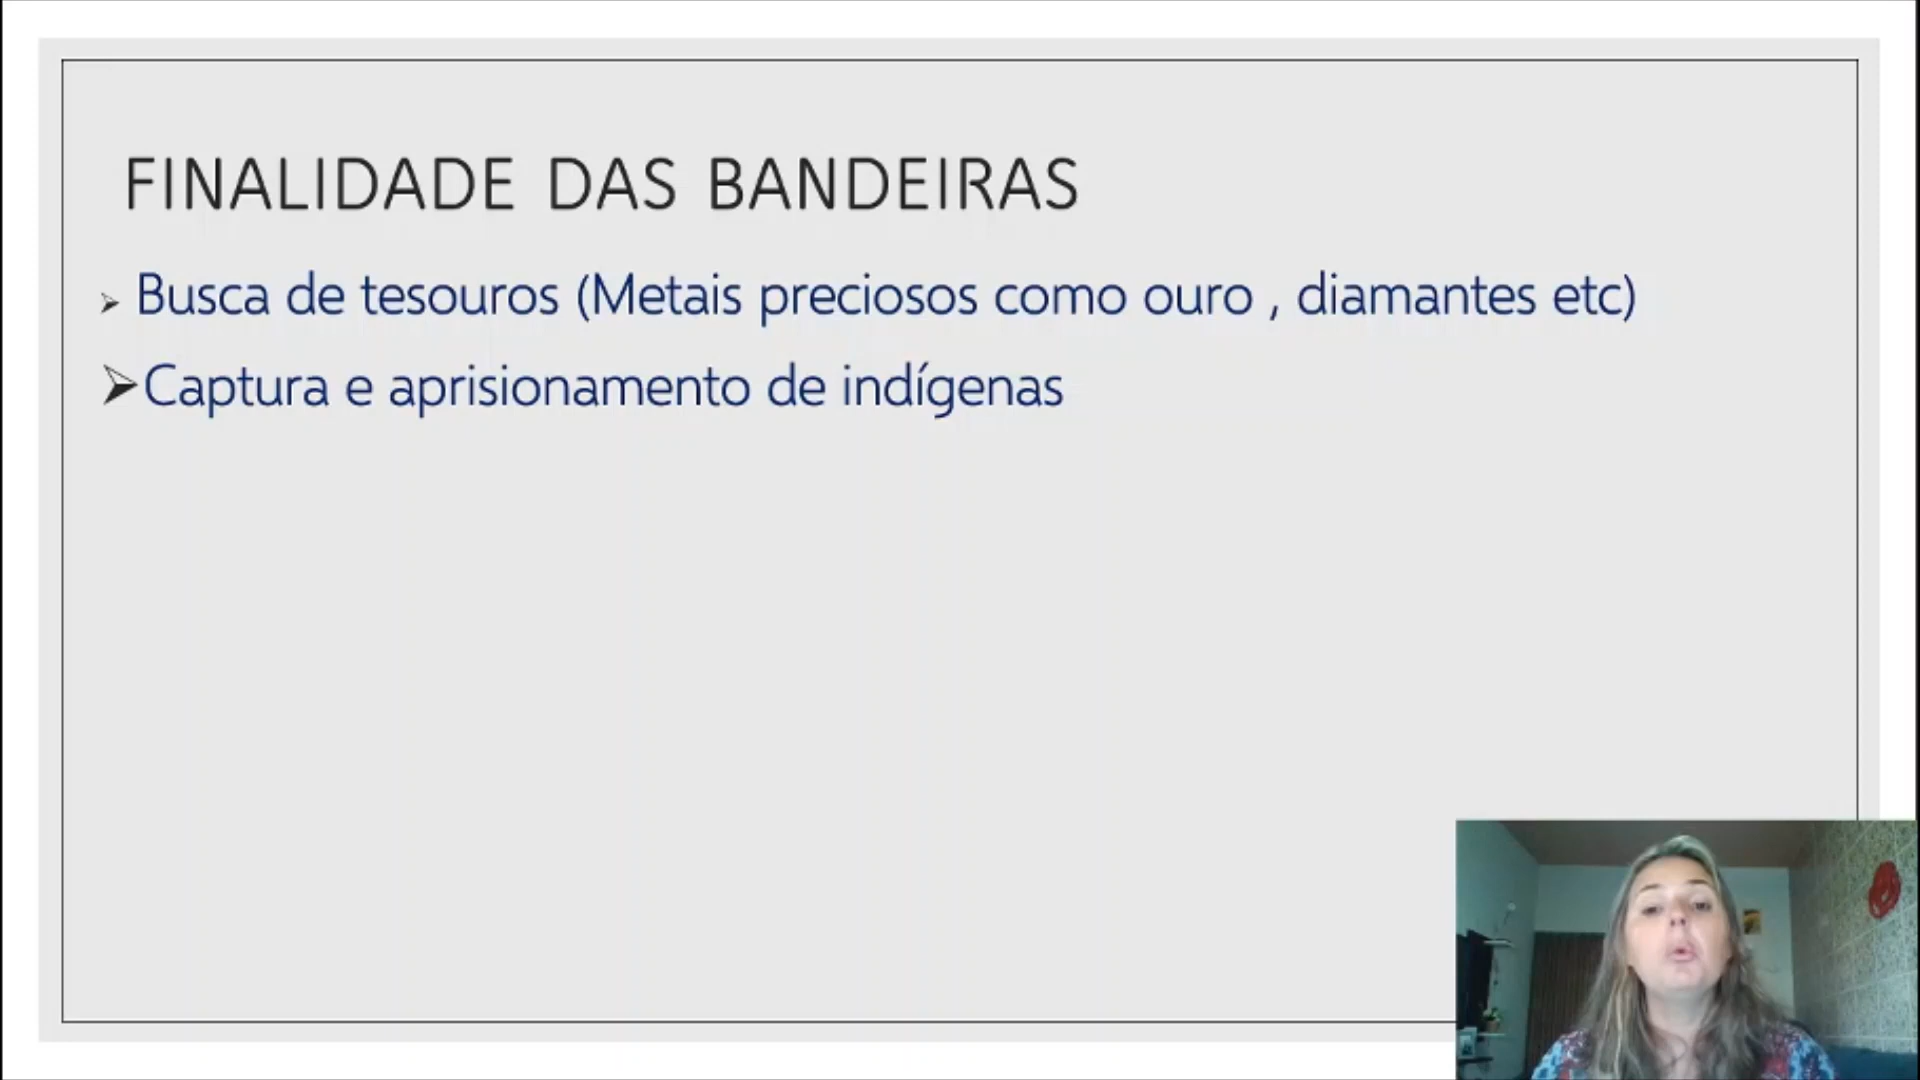 FINALIDADE DAS BANDEIRAS
Busca de tesouros (Metais preciosos como ouro , diamantes etc)
Captura e aprisionamento de indígenas